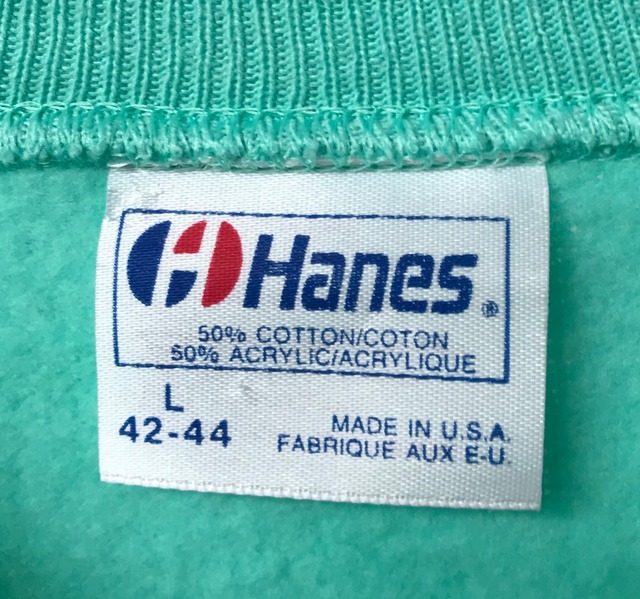 Hanes®
50% COTTON/COTON
50% ACRYLIC/ACRYLIQUE
L
42-44
MADE IN U.S.A.
FABRIQUE AUX E-U.